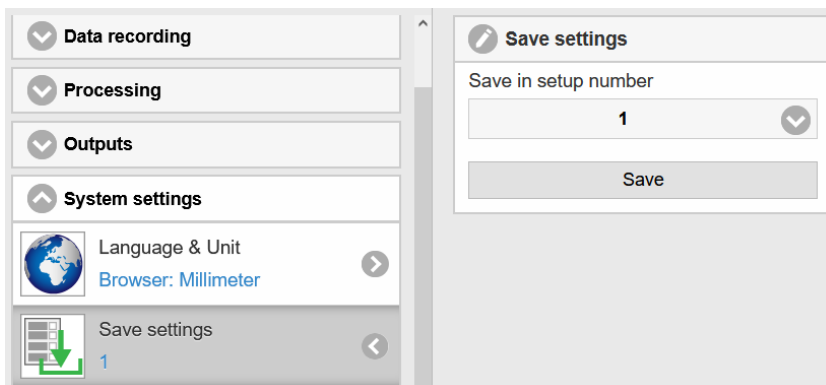 Data recording
Processing
Outputs
System settings
Language & Unit
Browser: Millimeter
Save settings
1
Save settings
Save in setup number
1
Save